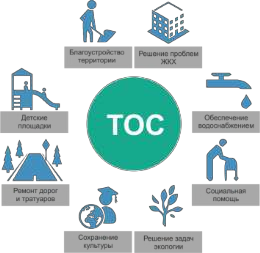 Благоустройство
территории
Решение проблем
ЖКХ
Детские
площадки
Обеспечение
водоснабжением
ТОС
Ремонт дорог
и тратуаров
Социальная
помощь
Сохранение
культуры
Решение задач
экологии